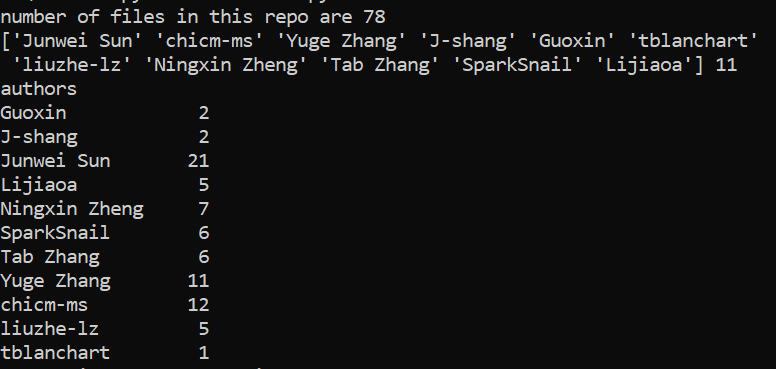 number of files in this repo are 78
['Junwei Sun' 'chicm-ms' 'Yuge Zhang' 'J-shang' 'Guoxin' 'tblanchart'
'liuzhe-lz' 'Ningxin Zheng' 'Tab Zhang' 'SparkSnail' 'Lijiaoa'] 11
authors
Guoxin 2
J-shang 2
Junwei Sun 21
Lijiaoa 5
Ningxin Zheng 7
SparkSnail 6
Tab Zhang 6
Yuge Zhang 11
chicm-ms 12
liuzhe-lz 5
tblanchart 1